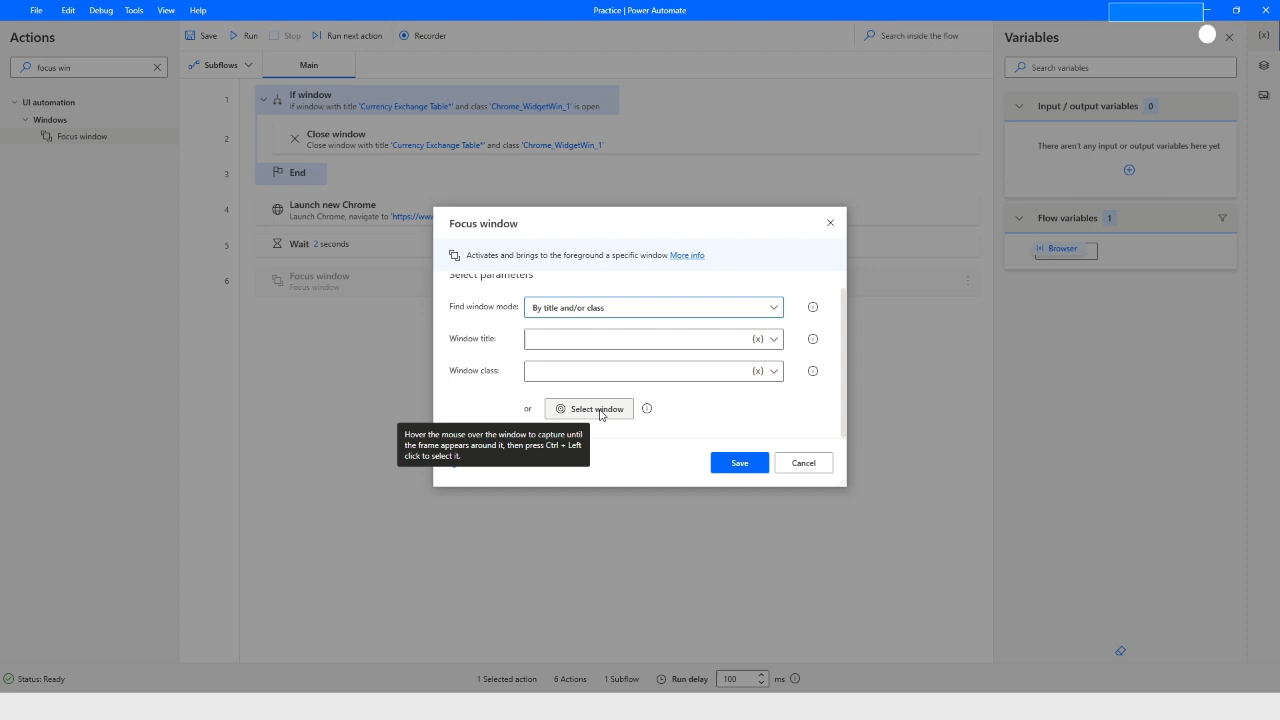 File Edit Debug Tools View Help
Practice | Power Automate
Actions
focus win
UI automation
Windows
Focus window
Save Run Stop Run next action Recorder
Search inside the flow
Subflows Main
1 If window
If window with title 'Currency Exchange Table*' and class 'Chrome_WidgetWin_1' is open
2 Close window
Close window with title 'Currency Exchange Table*' and class 'Chrome_WidgetWin_1'
3 End
4 Launch new Chrome
Launch Chrome, navigate to 'https://ww
5 Wait 2 seconds
6 Focus window
Focus window
Focus window
Activates and brings to the foreground a specific window More info
Select parameters
Find window mode: By title and/or class
Window title: {x}
Window class: {x}
or Select window
Hover the mouse over the window to capture until
the frame appears around it, then press Ctrl + Left
click to select it.
Save Cancel
Variables
{x}
Search variables
Input / output variables 0
There aren't any input or output variables here yet
Flow variables 1
Browser
Status: Ready
1 Selected action 6 Actions 1 Subflow Run delay 100 ms